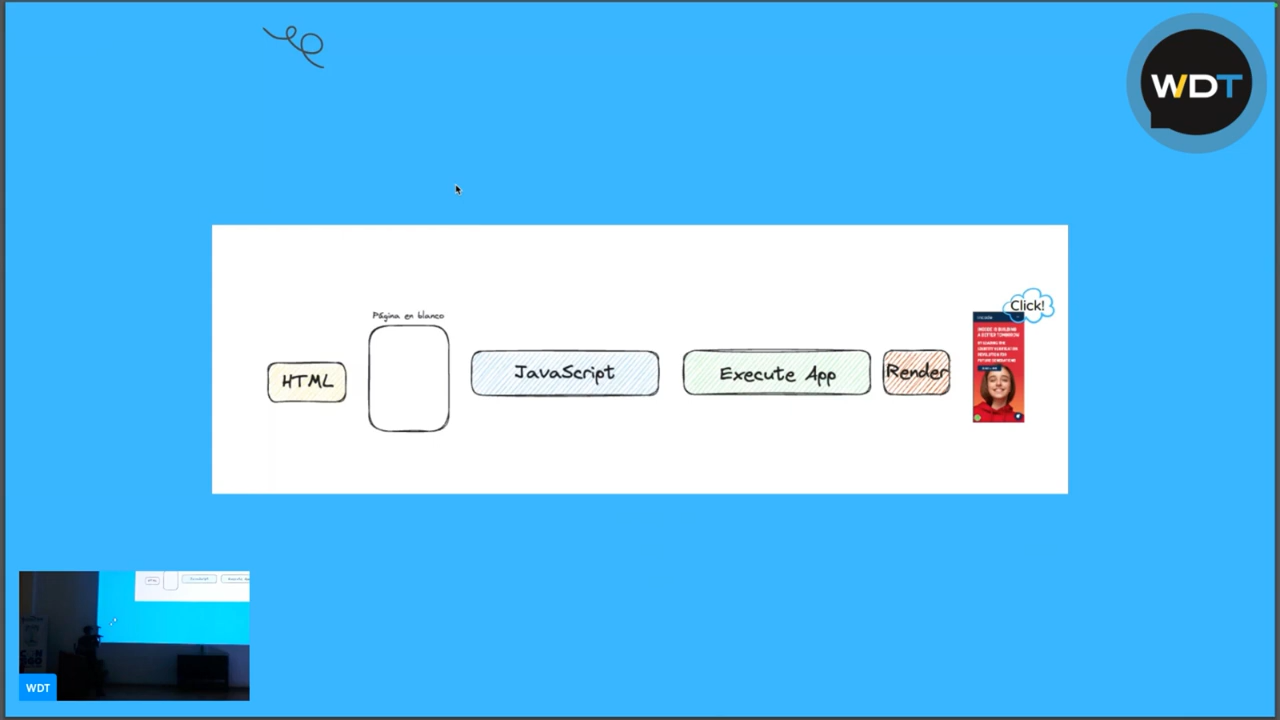 WDT
Página en blanco
Click!
HTML
JavaScript
Execute App
Render
WDT